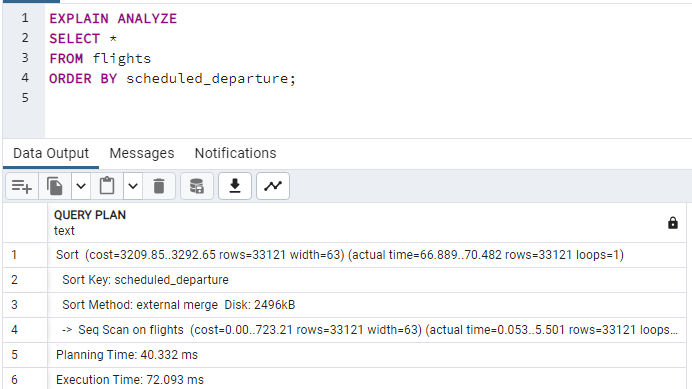 1 EXPLAIN ANALYZE
2 SELECT *
3 FROM flights
4 ORDER BY scheduled_departure;
5
Data Output Messages Notifications
QUERY PLAN
text
1 Sort (cost=3209.85..3292.65 rows=33121 width=63) (actual time=66.889..70.482 rows=33121 loops=1)
2 Sort Key: scheduled_departure
3 Sort Method: external merge Disk: 2496kB
4 -> Seq Scan on flights (cost=0.00..723.21 rows=33121 width=63) (actual time=0.053..5.501 rows=33121 loops...
5 Planning Time: 40.332 ms
6 Execution Time: 72.093 ms